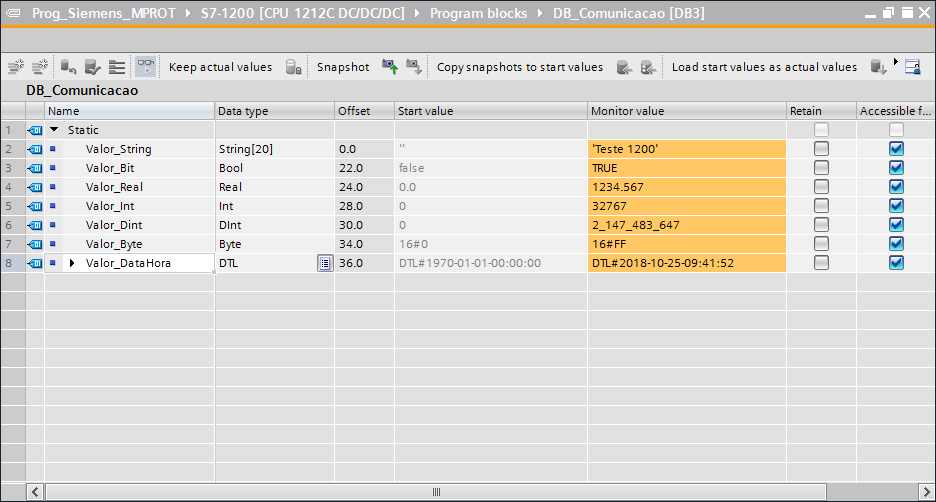 Prog_Siemens_MPROT S7-1200 [CPU 1212C DC/DC/DC] Program blocks DB_Comunicacao [DB3]
Keep actual values Snapshot Copy snapshots to start values Load start values as actual values
DB_Comunicacao
Name Data type Offset Start value Monitor value Retain Accessible f...
1 Static
2 Valor_String String[20] 0.0 '' 'Teste 1200'
3 Valor_Bit Bool 22.0 false TRUE
4 Valor_Real Real 24.0 0.0 1234.567
5 Valor_Int Int 28.0 0 32767
6 Valor_Dint DInt 30.0 0 2_147_483_647
7 Valor_Byte Byte 34.0 16#0 16#FF
8 Valor_DataHora DTL 36.0 DTL#1970-01-01-00:00:00 DTL#2018-10-25-09:41:52